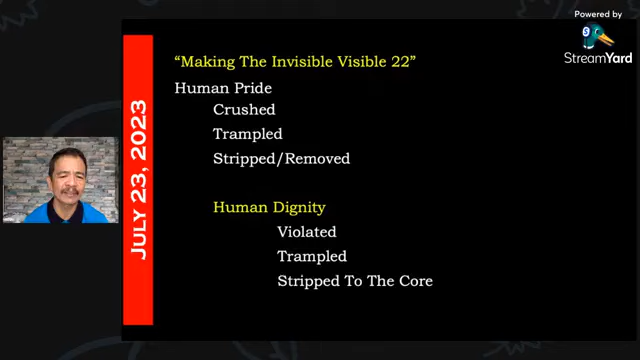 Powered by
StreamYard
JULY 23, 2023
“Making The Invisible Visible 22”
Human Pride
Crushed
Trampled
Stripped/Removed
Human Dignity
Violated
Trampled
Stripped To The Core